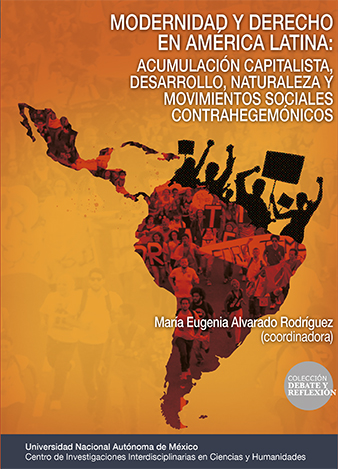 MODERNIDAD Y DERECHO
EN AMÉRICA LATINA:
ACUMULACIÓN CAPITALISTA,
DESARROLLO, NATURALEZA Y
MOVIMIENTOS SOCIALES
CONTRAHEGEMÓNICOS
María Eugenia Alvarado Rodríguez
(coordinadora)
COLECCIÓN
DEBATE Y
REFLEXIÓN
Universidad Nacional Autónoma de México
Centro de Investigaciones Interdisciplinarias en Ciencias y Humanidades